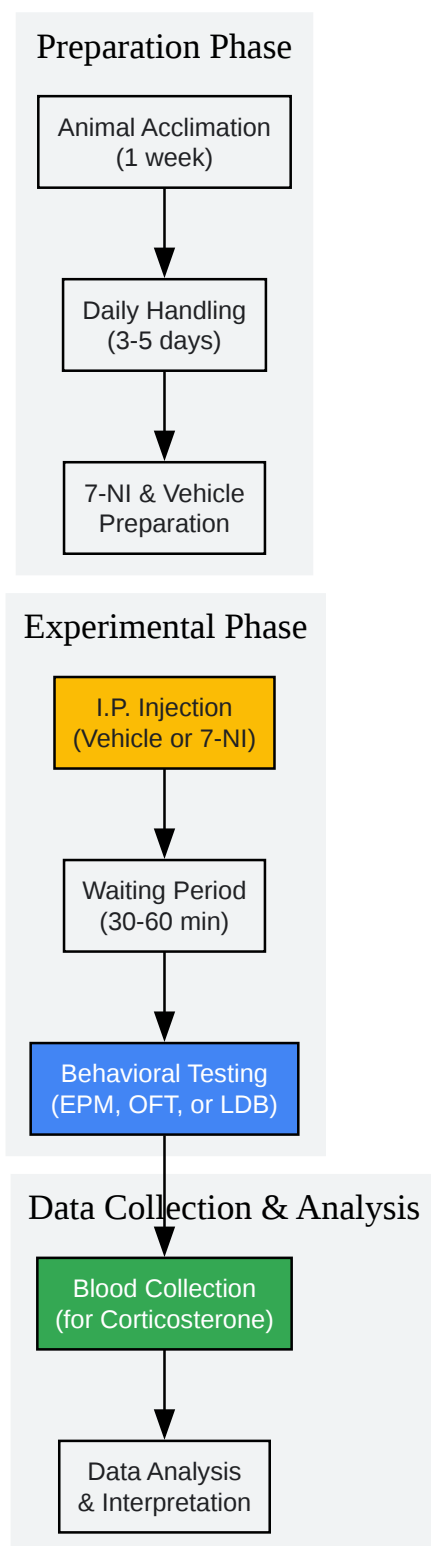 Preparation Phase
Animal Acclimation
(1 week)
Daily Handling
(3-5 days)
7-NI & Vehicle
Preparation
Experimental Phase
I.P. Injection
(Vehicle or 7-NI)
Waiting Period
(30-60 min)
Behavioral Testing
(EPM, OFT, or LDB)
Data Collection & Analysis
Blood Collection
(for Corticosterone)
Data Analysis
& Interpretation